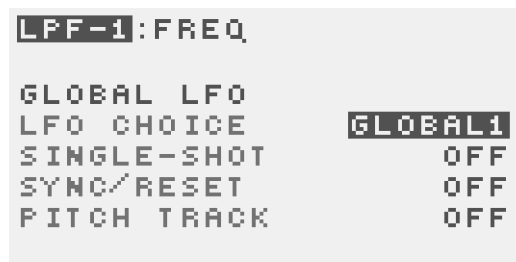 LPF-1:FREQ
GLOBAL LFO
LFO CHOICE GLOBAL1
SINGLE-SHOT OFF
SYNC/RESET OFF
PITCH TRACK OFF